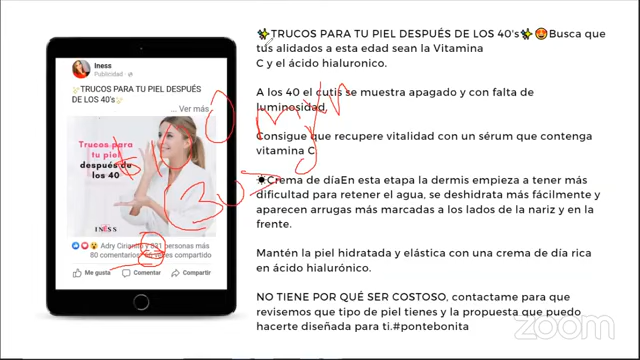 ✨TRUCOS PARA TU PIEL DESPUÉS DE LOS 40's✨🤩Busca que
tus alidados a esta edad sean la Vitamina
C y el ácido hialuronico.
A los 40 el cutis se muestra apagado y con falta de
luminosidad,
Consigue que recupere vitalidad con un sérum que contenga
vitamina C
☀Crema de díaEn esta etapa la dermis empieza a tener más
dificultad para retener el agua, se deshidrata más fácilmente y
aparecen arrugas más marcadas a los lados de la nariz y en la
frente.
Mantén la piel hidratada y elástica con una crema de día rica
en ácido hialurónico.
NO TIENE POR QUÉ SER COSTOSO, contactame para que
revisemos que tipo de piel tienes y la propuesta que puedo
hacerte diseñada para ti.#pontebonita
Iness
Publicidad
✨TRUCOS PARA TU PIEL DESPUÉS
DE LOS 40's✨
... Ver más
Trucos para
tu piel
después de
los 40
INESS
Adry Cirianny y 821 personas más
80 comentarios veces compartido
Me gusta Comentar Compartir
30
zoom